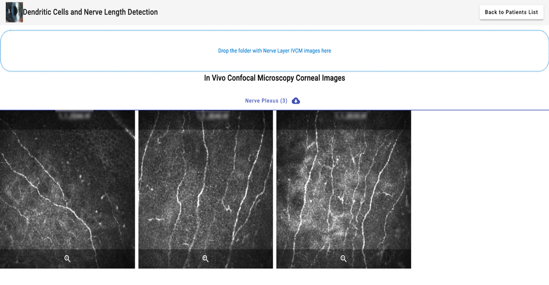 Dendritic Cells and Nerve Length Detection
Back to Patients List
Drop the folder with Nerve Layer IVCM images here
In Vivo Confocal Microscopy Corneal Images
Nerve Plexus (3)